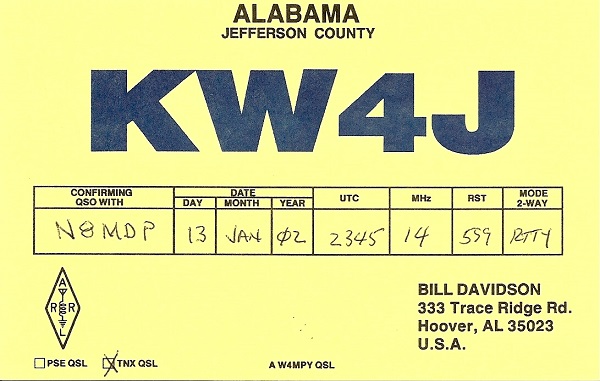 ALABAMA
JEFFERSON COUNTY
KW4J
CONFIRMING QSO WITH DATE DAY MONTH YEAR UTC MHz RST MODE 2-WAY
N8MDP 13 JAN 02 2345 14 599 RTTY
A
R R
L
BILL DAVIDSON
333 Trace Ridge Rd.
Hoover, AL 35023
U.S.A.
PSE QSL TNX QSL A W4MPY QSL